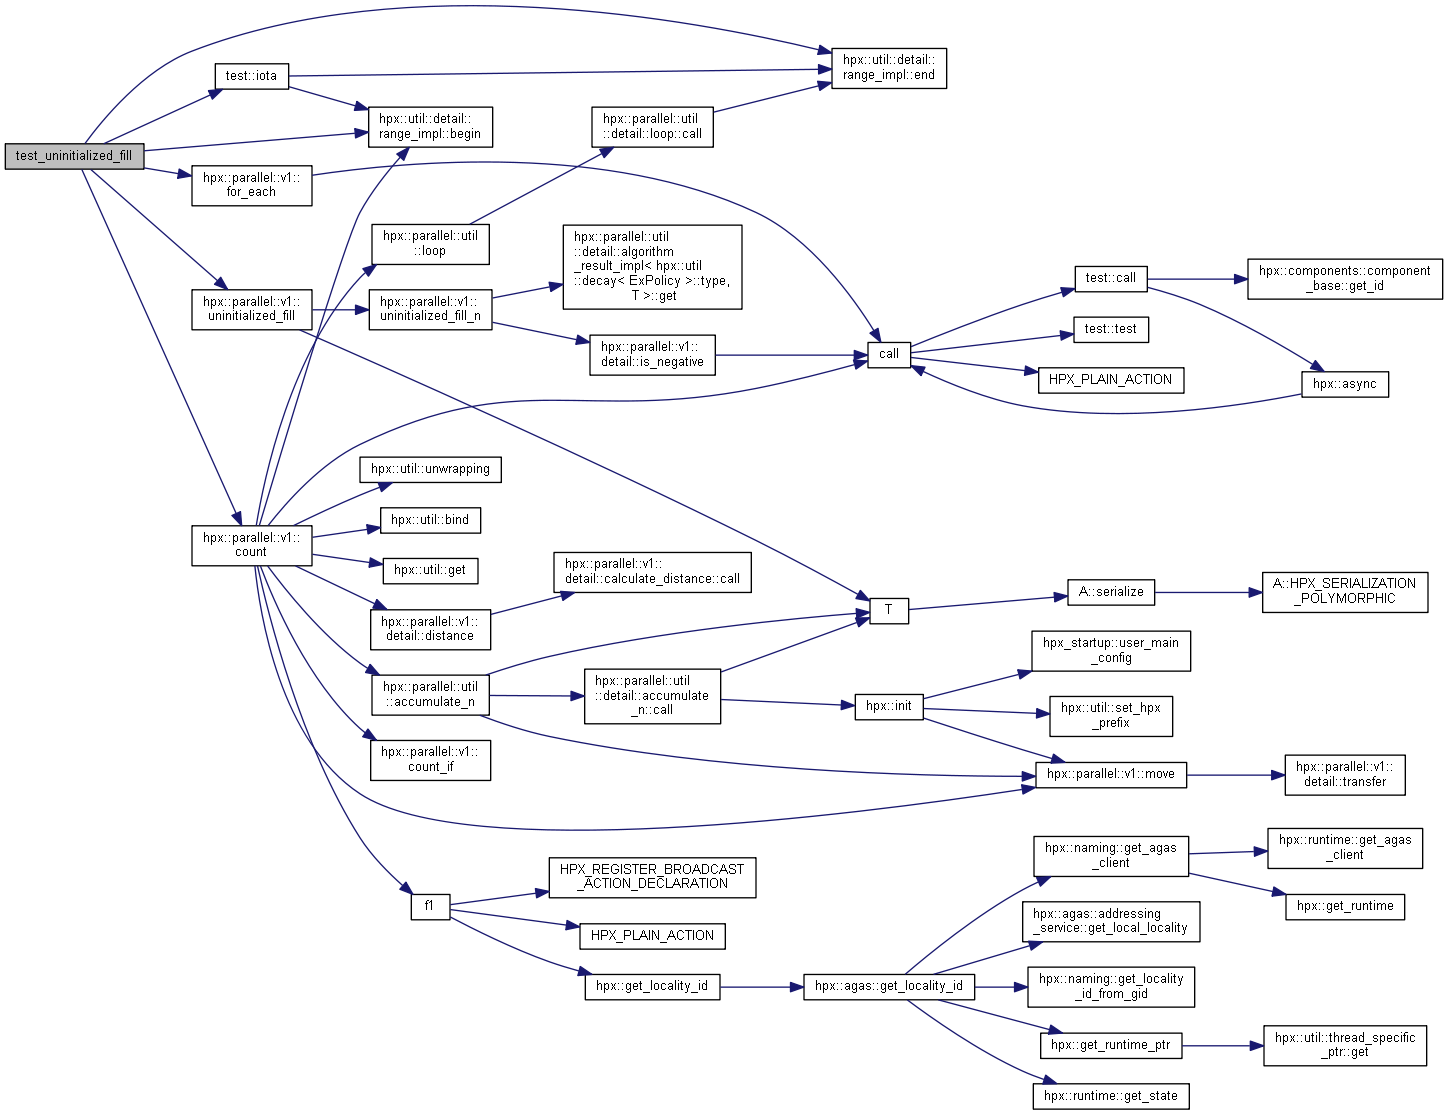 test_uninitialized_fill
test::iota
hpx::parallel::v1::
for_each
hpx::parallel::v1::
uninitialized_fill
hpx::parallel::v1::
count
hpx::util::detail::
range_impl::begin
hpx::parallel::util
::loop
hpx::parallel::v1::
uninitialized_fill_n
hpx::util::unwrapping
hpx::util::bind
hpx::util::get
hpx::parallel::v1::
detail::distance
hpx::parallel::util
::accumulate_n
hpx::parallel::v1::
count_if
f1
hpx::parallel::util
::detail::loop::call
hpx::parallel::util
::detail::algorithm
_result_impl< hpx::util
::decay< ExPolicy >::type,
T >::get
hpx::parallel::v1::
detail::is_negative
hpx::parallel::v1::
detail::calculate_distance::call
hpx::parallel::util
::detail::accumulate
_n::call
HPX_REGISTER_BROADCAST
_ACTION_DECLARATION
HPX_PLAIN_ACTION
hpx::get_locality_id
hpx::util::detail::
range_impl::end
call
T
hpx::init
hpx::agas::get_locality_id
test::call
test::test
HPX_PLAIN_ACTION
A::serialize
hpx_startup::user_main
_config
hpx::util::set_hpx
_prefix
hpx::parallel::v1::move
hpx::naming::get_agas
_client
hpx::agas::addressing
_service::get_local_locality
hpx::naming::get_locality
_id_from_gid
hpx::get_runtime_ptr
hpx::runtime::get_state
hpx::components::component
_base::get_id
hpx::async
A::HPX_SERIALIZATION
_POLYMORPHIC
hpx::parallel::v1::
detail::transfer
hpx::runtime::get_agas
_client
hpx::get_runtime
hpx::util::thread_specific
_ptr::get